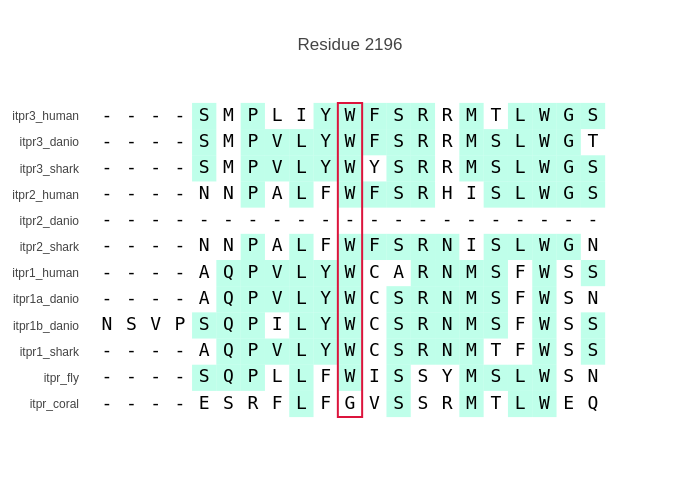 Residue 2196
itpr3_human - - - - S M P L I Y W F S R R M T L W G S
itpr3_danio - - - - S M P V L Y W F S R R M S L W G T
itpr3_shark - - - - S M P V L Y W Y S R R M S L W G S
itpr2_human - - - - N N P A L F W F S R H I S L W G S
itpr2_danio - - - - - - - - - - - - - - - - - - - - -
itpr2_shark - - - - N N P A L F W F S R N I S L W G N
itpr1_human - - - - A Q P V L Y W C A R N M S F W S S
itpr1a_danio - - - - A Q P V L Y W C S R N M S F W S N
itpr1b_danio N S V P S Q P I L Y W C S R N M S F W S S
itpr1_shark - - - - A Q P V L Y W C S R N M T F W S S
itpr_fly - - - - S Q P L L F W I S S Y M S L W S N
itpr_coral - - - - E S R F L F G V S S R M T L W E Q